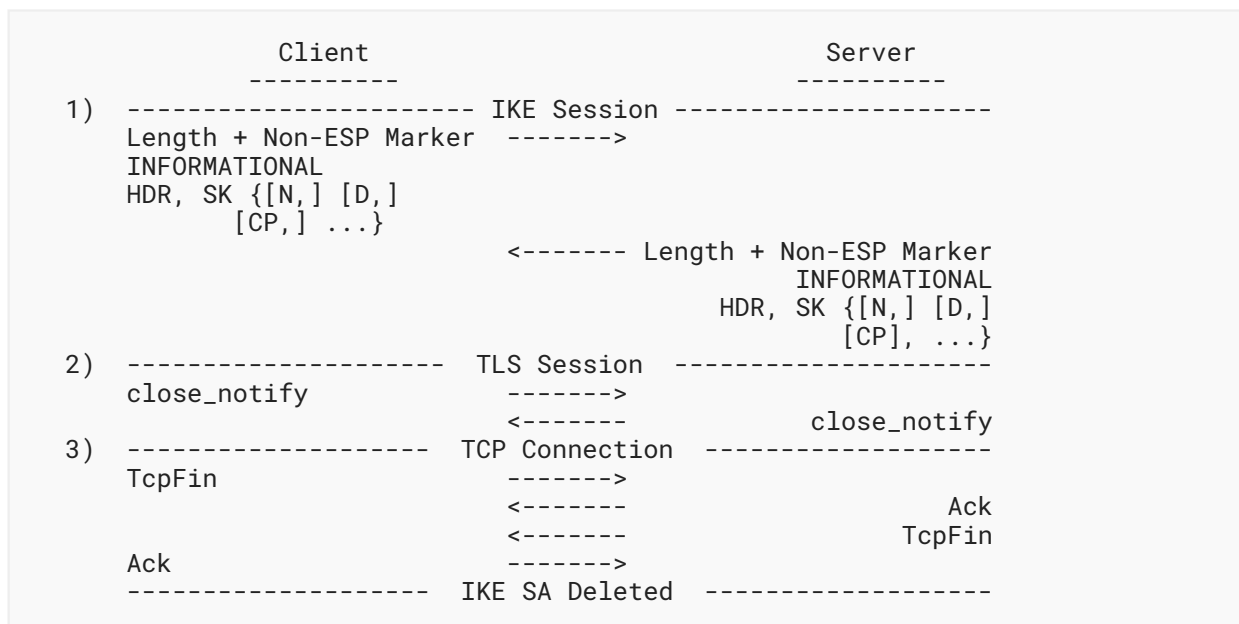 Client                             Server
----------                          ----------
1)  ----------------------- IKE Session ---------------------
Length + Non-ESP Marker  ------->
INFORMATIONAL
HDR, SK {[N,] [D,]
[CP,] ...}
<------- Length + Non-ESP Marker
INFORMATIONAL
HDR, SK {[N,] [D,]
[CP], ...}
2)  ---------------------  TLS Session  ---------------------
close_notify             ------->
<-------            close_notify
3)  --------------------  TCP Connection  -------------------
TcpFin                   ------->
<-------                     Ack
<-------                  TcpFin
Ack                      ------->
--------------------  IKE SA Deleted  -------------------